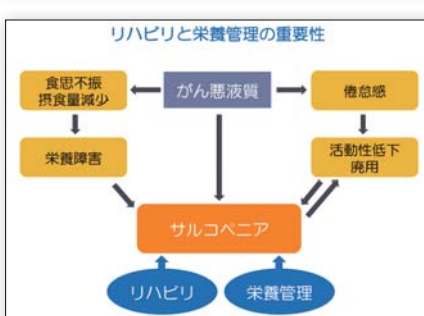 リハビリと栄養管理の重要性
食思不振
摂食量減少
がん悪液質
倦怠感
栄養障害
活動性低下
廃用
サルコペニア
リハビリ
栄養管理